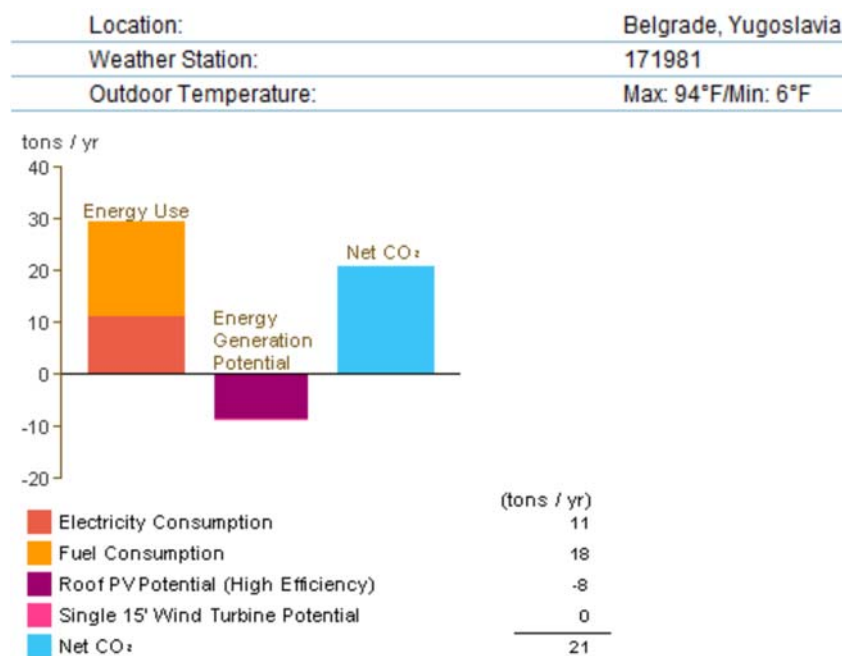 Location: Belgrade, Yugoslavia
Weather Station: 171981
Outdoor Temperature: Max: 94°F/Min: 6°F
tons / yr
40
30
20
10
0
-10
-20
Energy Use
Energy
Generation
Potential
Net CO₂
(tons / yr)
Electricity Consumption 11
Fuel Consumption 18
Roof PV Potential (High Efficiency) -8
Single 15' Wind Turbine Potential 0
Net CO₂ 21